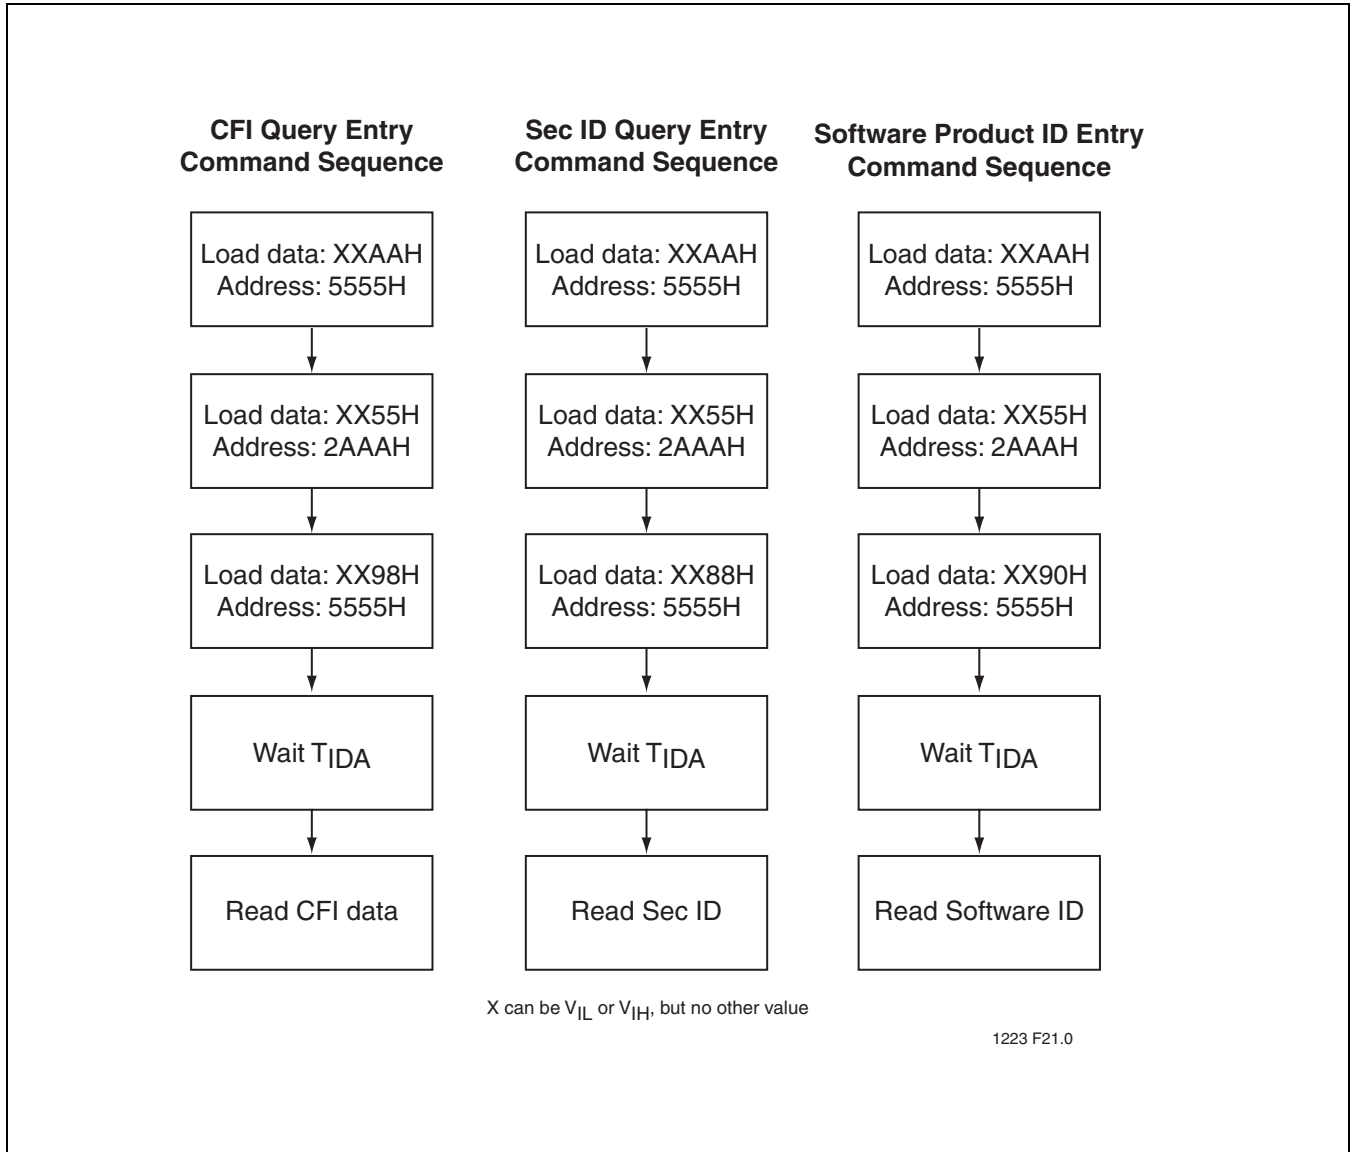 CFI Query Entry
Command Sequence
Load data: XXAAH
Address: 5555H
Load data: XX55H
Address: 2AAAH
Load data: XX98H
Address: 5555H
Wait TIDA
Read CFI data
Sec ID Query Entry
Command Sequence
Load data: XXAAH
Address: 5555H
Load data: XX55H
Address: 2AAAH
Load data: XX88H
Address: 5555H
Wait TIDA
Read Sec ID
Software Product ID Entry
Command Sequence
Load data: XXAAH
Address: 5555H
Load data: XX55H
Address: 2AAAH
Load data: XX90H
Address: 5555H
Wait TIDA
Read Software ID
X can be VIL or VIH, but no other value
1223 F21.0